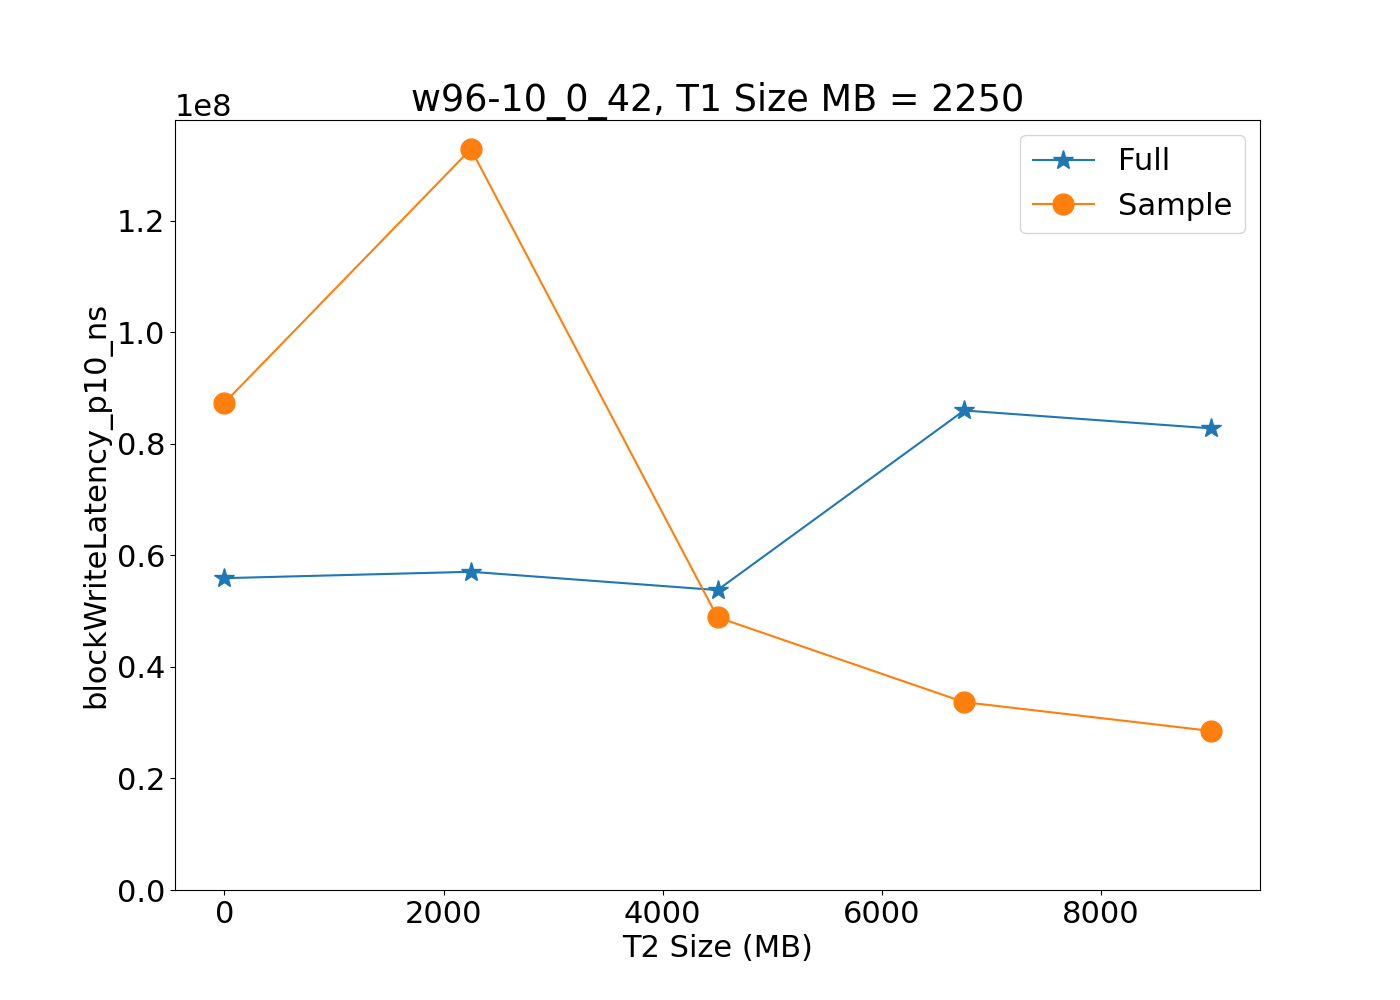 w96-10_0_42, T1 Size MB = 2250
1e8
Full
Sample
1.2
1.0
0.8
0.6
0.4
0.2
0.0
blockWriteLatency_p10_ns
0 2000 4000 6000 8000
T2 Size (MB)